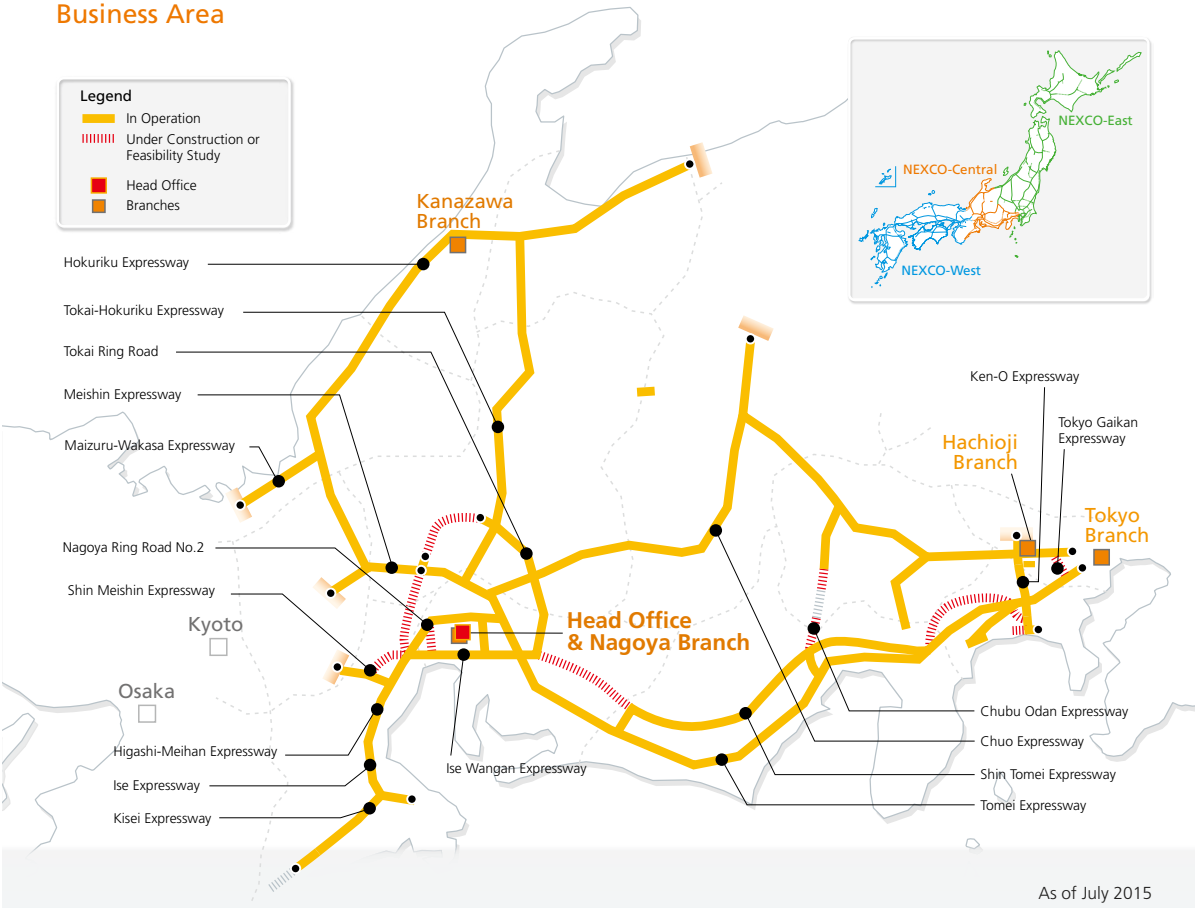 Business Area
Legend
In Operation
Under Construction or
Feasibility Study
Head Office
Branches
NEXCO-East
NEXCO-Central
NEXCO-West
Kanazawa
Branch
Hokuriku Expressway
Tokai-Hokuriku Expressway
Tokai Ring Road
Meishin Expressway
Maizuru-Wakasa Expressway
Ken-O Expressway
Tokyo Gaikan
Expressway
Hachioji
Branch
Tokyo
Branch
Nagoya Ring Road No.2
Shin Meishin Expressway
Kyoto
Head Office
& Nagoya Branch
Osaka
Chubu Odan Expressway
Chuo Expressway
Higashi-Meihan Expressway
Ise Wangan Expressway
Shin Tomei Expressway
Ise Expressway
Tomei Expressway
Kisei Expressway
As of July 2015